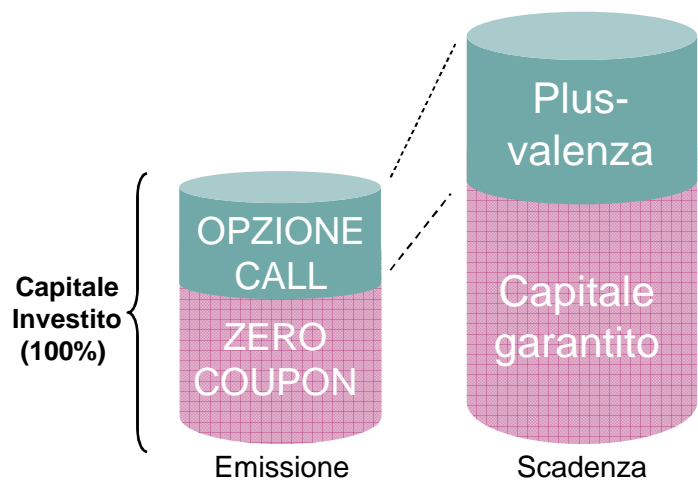 Plus-
valenza
OPZIONE
CALL
Capitale
Investito
(100%)
ZERO
COUPON
Capitale
garantito
Emissione
Scadenza